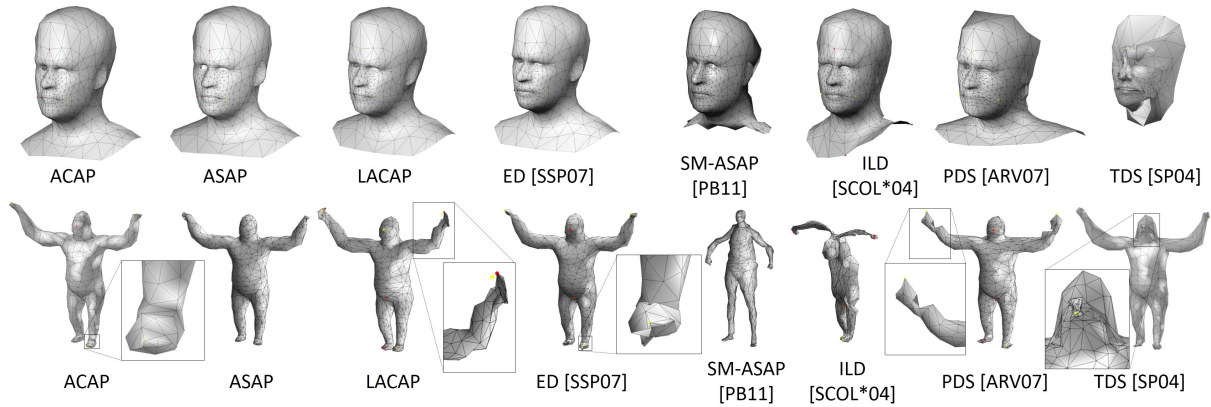 ACAP
ASAP
LACAP
ED [SSP07]
SM-ASAP
[PB11]
ILD
[SCOL*04]
PDS [ARV07]
TDS [SP04]
ACAP
ASAP
LACAP
ED [SSP07]
SM-ASAP
[PB11]
ILD
[SCOL*04]
PDS [ARV07]
TDS [SP04]